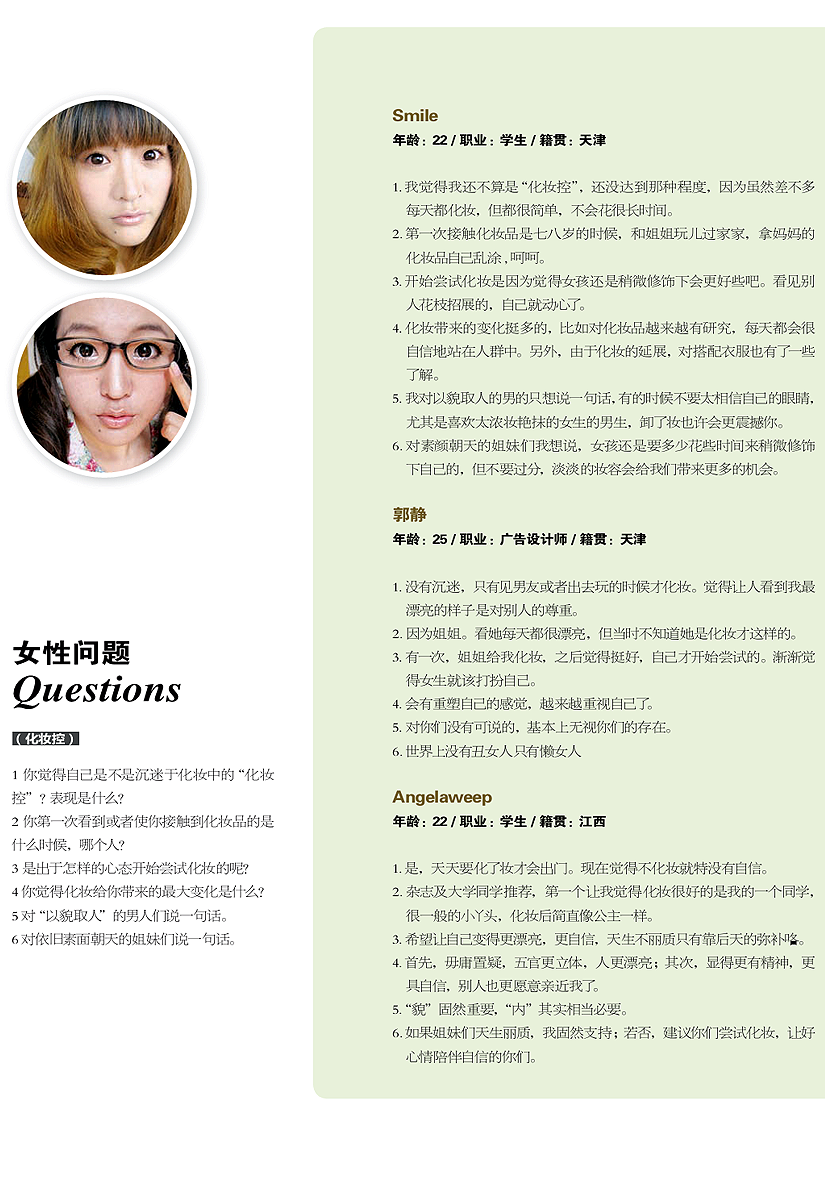 女性问题
Questions
（化妆控）
1 你觉得自己是不是沉迷于化妆中的“化妆
控”？表现是什么？
2 你第一次看到或者使你接触到化妆品的是
什么时候，哪个人？
3 是出于怎样的心态开始尝试化妆的呢？
4 你觉得化妆给你带来的最大变化是什么？
5 对“以貌取人”的男人们说一句话。
6 对依旧素面朝天的姐妹们说一句话。
Smile
年龄：22 / 职业：学生 / 籍贯：天津
1. 我觉得我还不算是“化妆控”，还没达到那种程度，因为虽然差不多
每天都化妆，但都很简单，不会花很长时间。
2. 第一次接触化妆品是七八岁的时候，和姐姐玩儿过家家，拿妈妈的
化妆品自己乱涂，呵呵。
3. 开始尝试化妆是因为觉得女孩还是稍微修饰下会更好些吧。看见别
人花枝招展的，自己就动心了。
4. 化妆带来的变化挺多的，比如对化妆品越来越有研究，每天都会很
自信地站在人群中。另外，由于化妆的延展，对搭配衣服也有了一些
了解。
5. 我对以貌取人的男的只想说一句话，有的时候不要太相信自己的眼睛，
尤其是喜欢太浓妆艳抹的女生的男生，卸了妆也许会更震撼你。
6. 对素颜朝天的姐妹们我想说，女孩还是要多少花些时间来稍微修饰
下自己的，但不要过分，淡淡的妆容会给我们带来更多的机会。
郭静
年龄：25 / 职业：广告设计师 / 籍贯：天津
1. 没有沉迷，只有见男友或者出去玩的时候才化妆。觉得让人看到我最
漂亮的样子是对别人的尊重。
2. 因为姐姐。看她每天都很漂亮，但当时不知道她是化妆才这样的。
3. 有一次，姐姐给我化妆，之后觉得挺好，自己才开始尝试的。渐渐觉
得女生就该打扮自己。
4. 会有重塑自己的感觉，越来越重视自己了。
5. 对你们没有可说的，基本上无视你们的存在。
6. 世界上没有丑女人只有懒女人
Angelaweep
年龄：22 / 职业：学生 / 籍贯：江西
1. 是，天天要化了妆才会出门。现在觉得不化妆就特没有自信。
2. 杂志及大学同学推荐，第一个让我觉得化妆很好的是我的一个同学，
很一般的小丫头，化妆后简直像公主一样。
3. 希望让自己变得更漂亮，更自信，天生不丽质只有靠后天的弥补咯。
4. 首先，毋庸置疑，五官更立体，人更漂亮；其次，显得更有精神，更
具自信，别人也更愿意亲近我了。
5. “貌”固然重要，“内”其实相当必要。
6. 如果姐妹们天生丽质，我固然支持；若否，建议你们尝试化妆，让好
心情陪伴自信的你们。